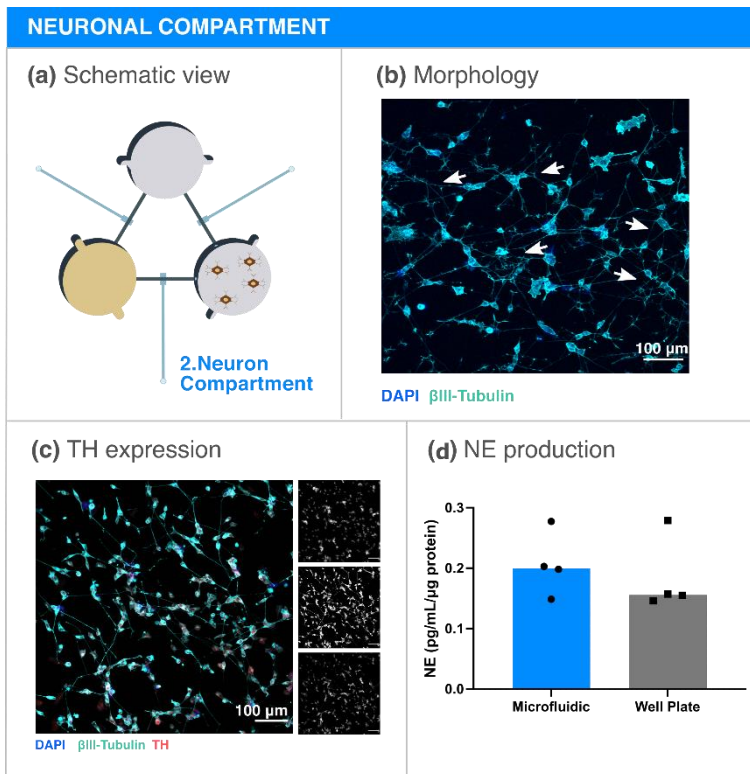 NEURONAL COMPARTMENT
(a) Schematic view
2.Neuron
Compartment
(b) Morphology
100 µm
DAPI βIII-Tubulin
(c) TH expression
100 µm
DAPI βIII-Tubulin TH
(d) NE production
NE (pg/mL/µg protein)
0.3
0.2
0.1
0.0
Microfluidic Well Plate